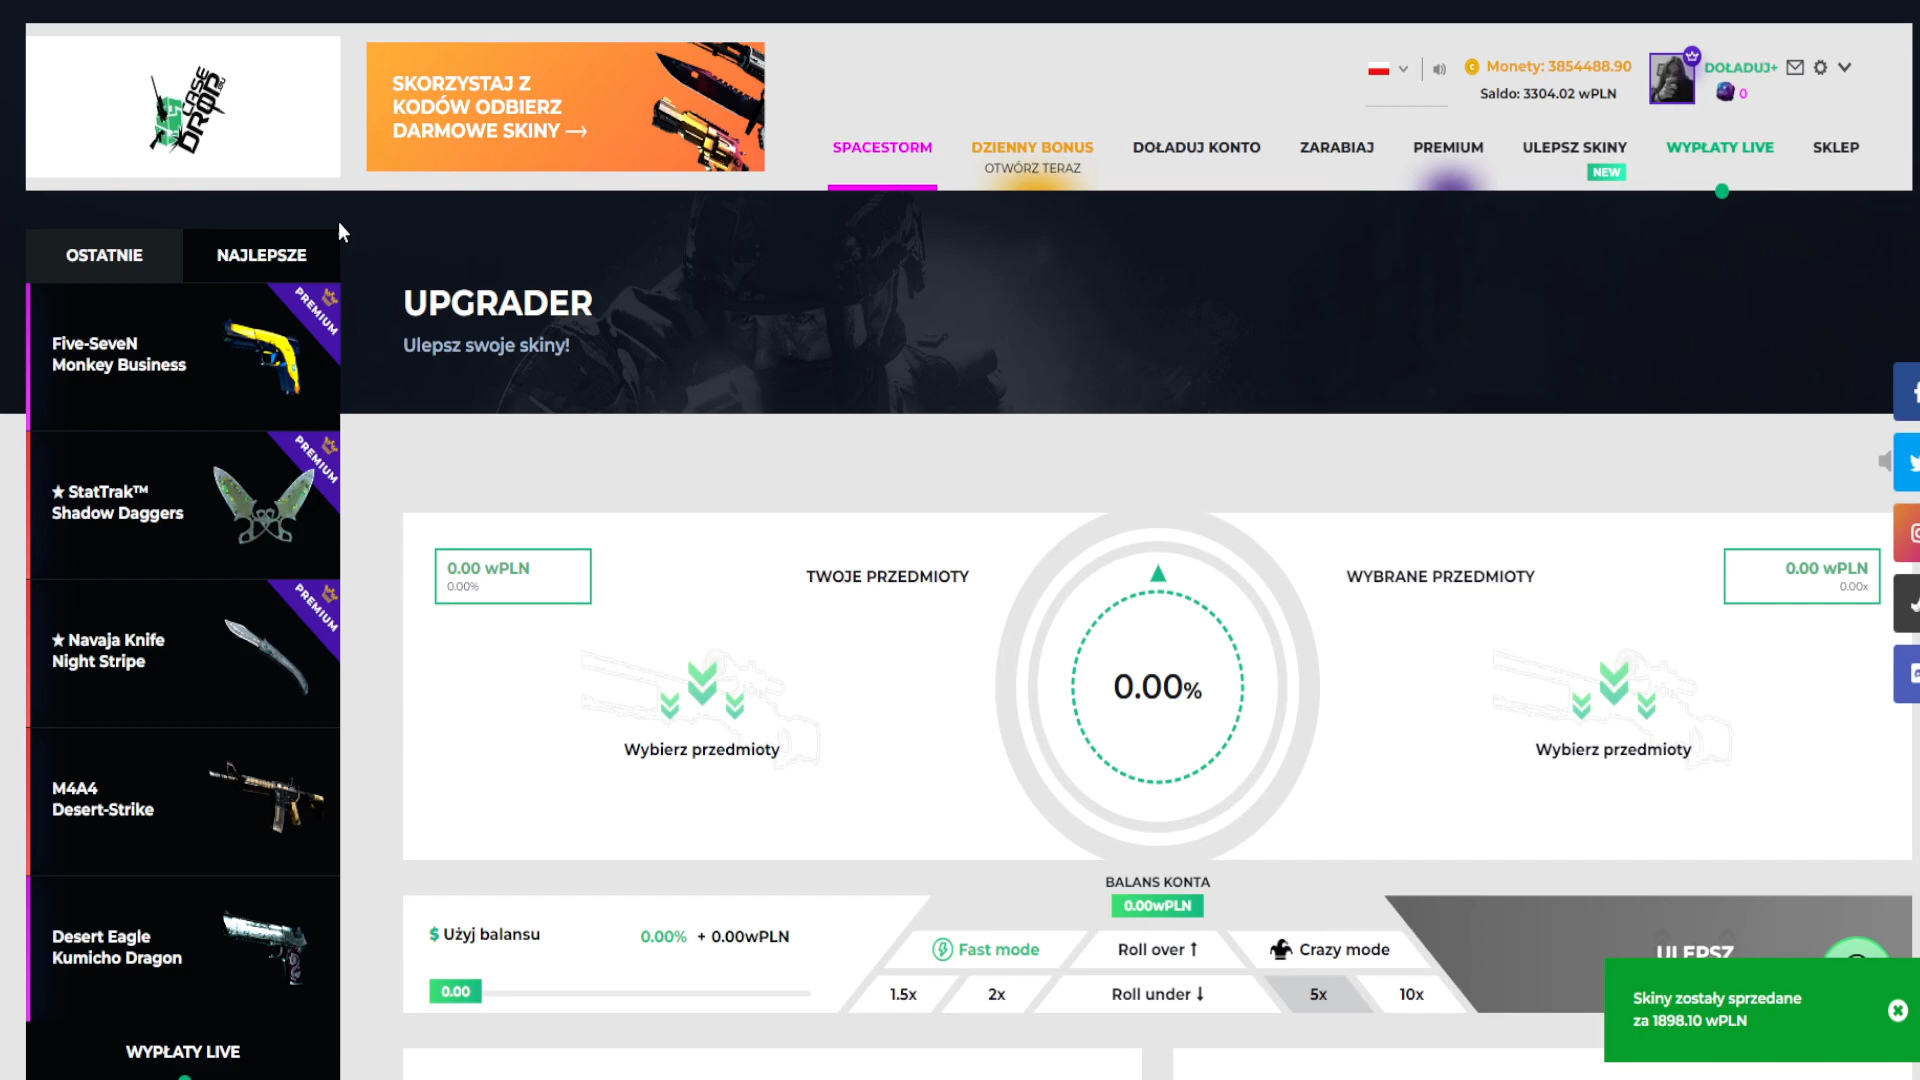 CASE
DROP
SKORZYSTAJ Z
KODÓW ODBIERZ
DARMOWE SKINY →
Monety: 3854488.90
Saldo: 3304.02 wPLN
DOŁADUJ+
0
SPACESTORM
DZIENNY BONUS
OTWÓRZ TERAZ
DOŁADUJ KONTO
ZARABIAJ
PREMIUM
ULEPSZ SKINY
NEW
WYPŁATY LIVE
SKLEP
OSTATNIE
NAJLEPSZE
UPGRADER
Ulepsz swoje skiny!
PREMIUM
Five-SeveN
Monkey Business
PREMIUM
★ StatTrak™
Shadow Daggers
PREMIUM
★ Navaja Knife
Night Stripe
M4A4
Desert-Strike
Desert Eagle
Kumicho Dragon
WYPŁATY LIVE
0.00 wPLN
0.00%
TWOJE PRZEDMIOTY
Wybierz przedmioty
0.00%
WYBRANE PRZEDMIOTY
0.00 wPLN
0.00x
Wybierz przedmioty
BALANS KONTA
0.00wPLN
$ Użyj balansu
0.00% + 0.00wPLN
0.00
Fast mode
Roll over ↑
Crazy mode
1.5x
2x
Roll under ↓
5x
10x
ULEPSZ
Skiny zostały sprzedane
za 1898.10 wPLN